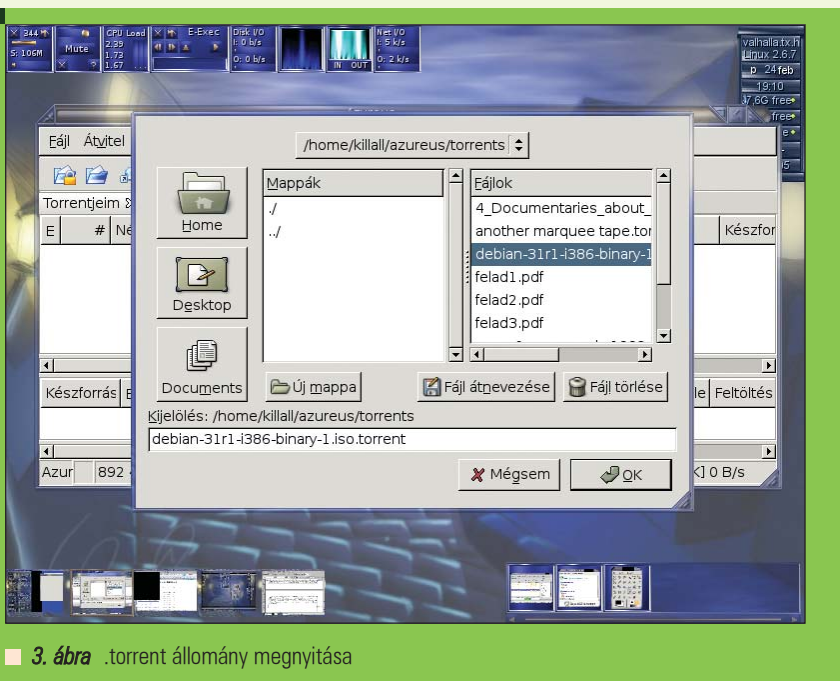 344
S: 106M
Mute
CPU Load
2.39
1.73
1.67
E-Exec
Disk I/O
I: 0 b/s
O: 0 b/s
IN OUT
Net I/O
I: 5 k/s
O: 2 k/s
valhalla.tx.h
Linux 2.6.7
p 24 feb
19:10
37,6G free
free
Fájl Átvitel
/home/killall/azureus/torrents
Torrentjeim
E # Né
Készfor
Home
Desktop
Documents
Mappák
./
../
Fájlok
4_Documentaries_about_
another marquee tape.tor
debian-31r1-i386-binary-1
felad1.pdf
felad2.pdf
felad3.pdf
Új mappa
Fájl átnevezése
Fájl törlése
Készforrás
le Feltöltés
Kijelölés: /home/killall/azureus/torrents
debian-31r1-i386-binary-1.iso.torrent
Mégsem
OK
Azur 892
K] 0 B/s
3. ábra .torrent állomány megnyitása